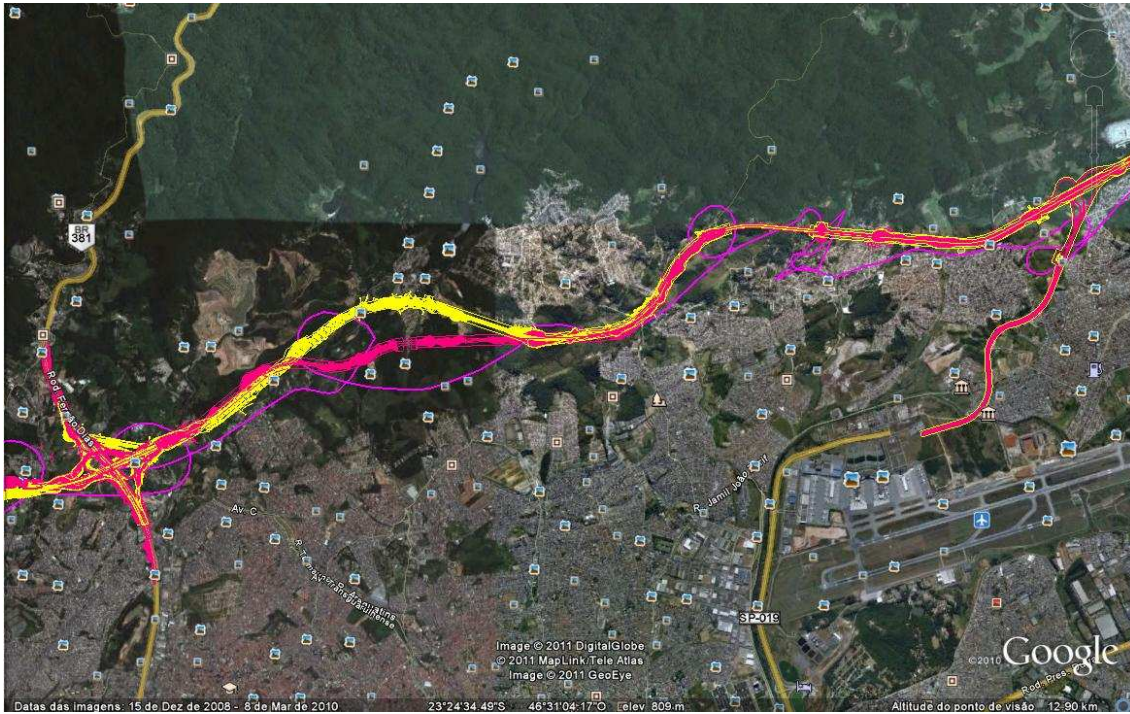 BR
381
Rod. Fernão Dias
Av. C
R. Jamil João
SP-019
Image © 2011 DigitalGlobe
© 2011 MapLink/Tele Atlas
Image © 2011 GeoEye
©2010 Google
Rod. Pres.
Datas das imagens: 15 de Dez de 2008 - 8 de Mar de 2010 23°24'34.49"S 46°31'04.17"O elev 809 m Altitude do ponto de visão 12.90 km